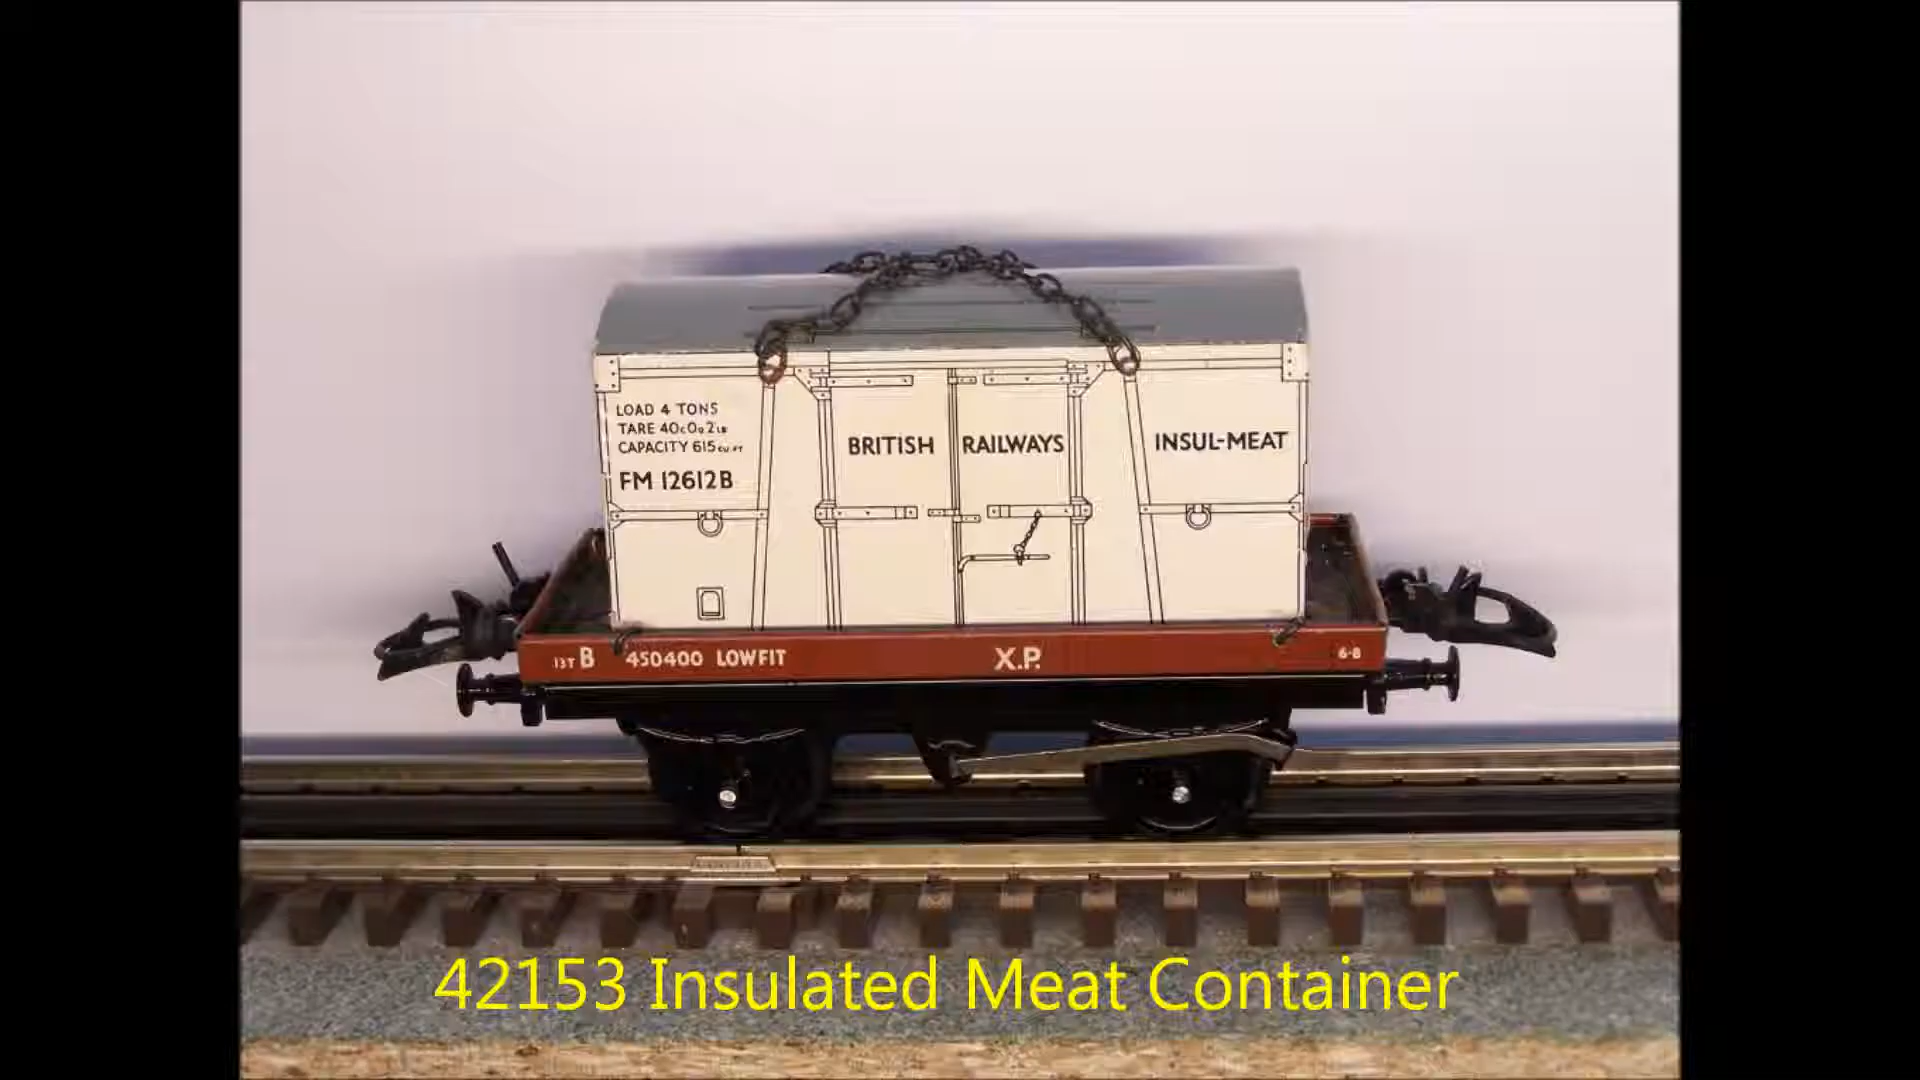 LOAD 4 TONS
TARE 40c 0q 2LB
CAPACITY 615 CU. FT
FM 12612B
BRITISH RAILWAYS
INSUL-MEAT
13T B 450400 LOWFIT
X.P.
6-8
42153 Insulated Meat Container